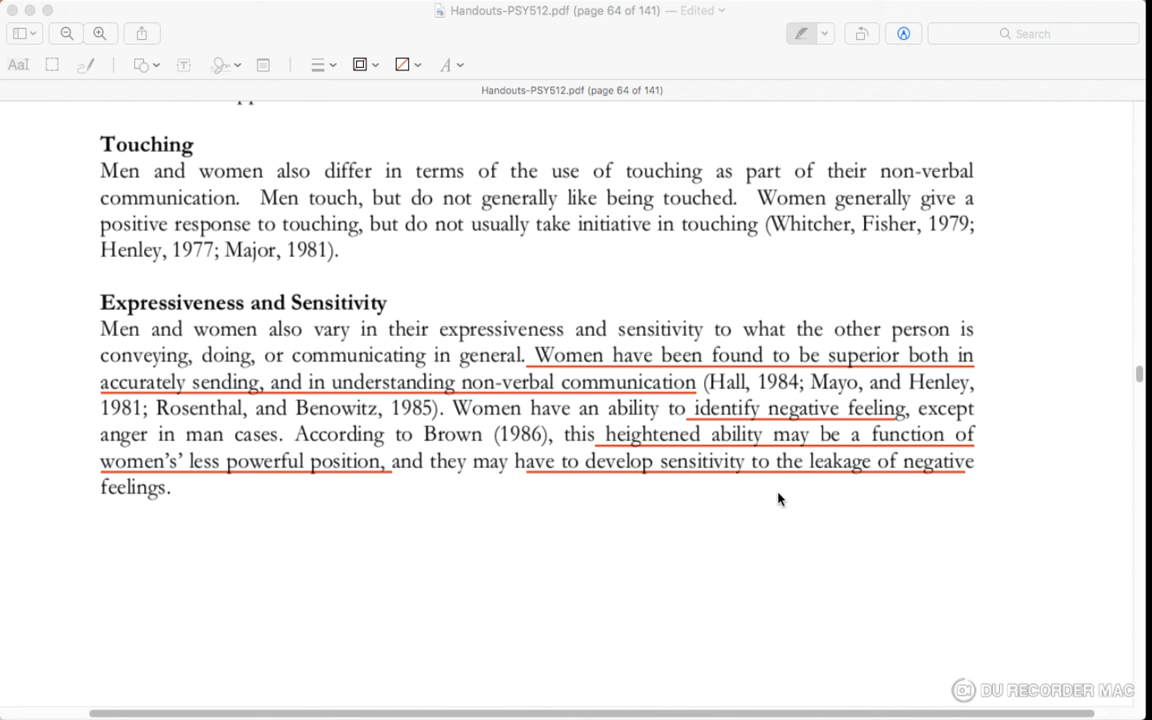 Handouts-PSY512.pdf (page 64 of 141) — Edited
Search
AaI
T
A
Handouts-PSY512.pdf (page 64 of 141)
Touching
Men and women also differ in terms of the use of touching as part of their non-verbal
communication. Men touch, but do not generally like being touched. Women generally give a
positive response to touching, but do not usually take initiative in touching (Whitcher, Fisher, 1979;
Henley, 1977; Major, 1981).
Expressiveness and Sensitivity
Men and women also vary in their expressiveness and sensitivity to what the other person is
conveying, doing, or communicating in general. Women have been found to be superior both in
accurately sending, and in understanding non-verbal communication (Hall, 1984; Mayo, and Henley,
1981; Rosenthal, and Benowitz, 1985). Women have an ability to identify negative feeling, except
anger in man cases. According to Brown (1986), this heightened ability may be a function of
women's' less powerful position, and they may have to develop sensitivity to the leakage of negative
feelings.
DU RECORDER MAC